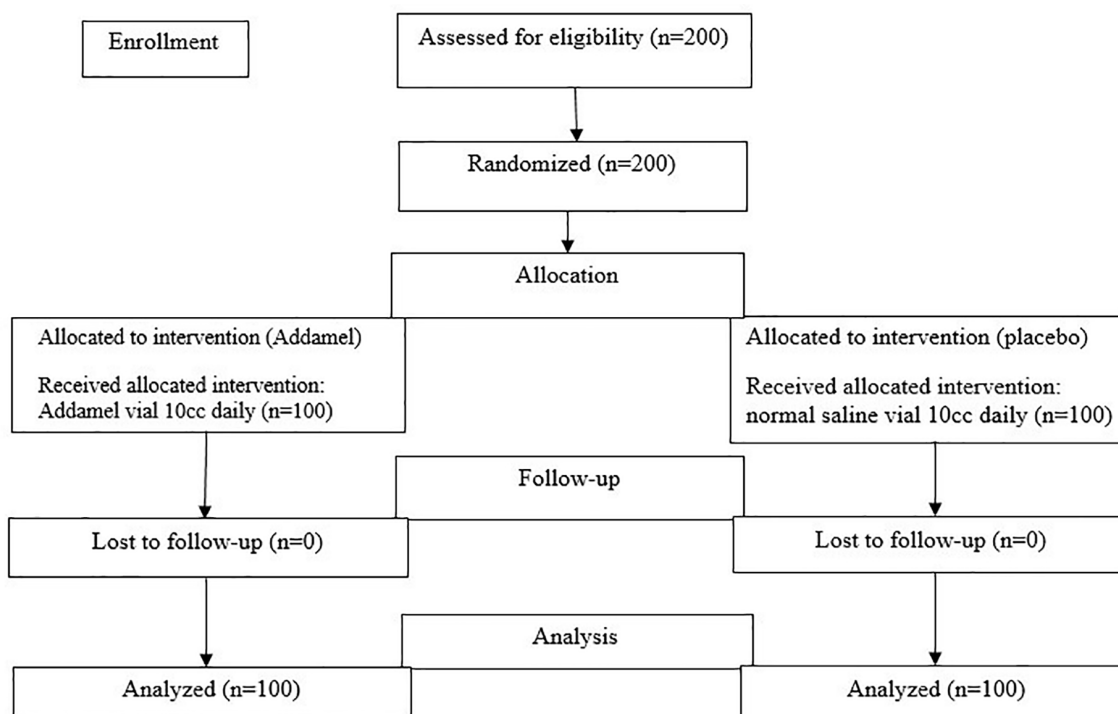 Enrollment
Assessed for eligibility (n=200)
Randomized (n=200)
Allocation
Allocated to intervention (Addamel)
Received allocated intervention:
Addamel vial 10cc daily (n=100)
Allocated to intervention (placebo)
Received allocated intervention:
normal saline vial 10cc daily (n=100)
Follow-up
Lost to follow-up (n=0)
Lost to follow-up (n=0)
Analysis
Analyzed (n=100)
Analyzed (n=100)